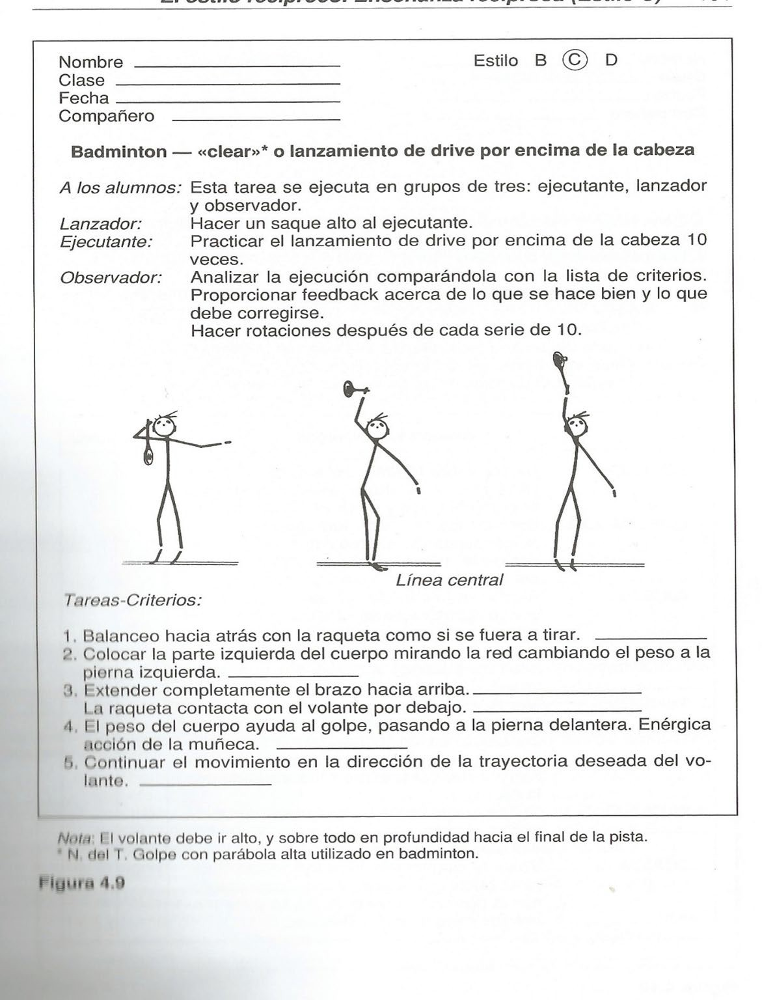 El estilo recíproco: Enseñanza recíproca (Estilo C)
Nombre
Estilo B C D
Clase
Fecha
Compañero
Badminton — «clear»* o lanzamiento de drive por encima de la cabeza
A los alumnos: Esta tarea se ejecuta en grupos de tres: ejecutante, lanzador
y observador.
Lanzador: Hacer un saque alto al ejecutante.
Ejecutante: Practicar el lanzamiento de drive por encima de la cabeza 10
veces.
Observador: Analizar la ejecución comparándola con la lista de criterios.
Proporcionar feedback acerca de lo que se hace bien y lo que
debe corregirse.
Hacer rotaciones después de cada serie de 10.
Línea central
Tareas-Criterios:
1. Balanceo hacia atrás con la raqueta como si se fuera a tirar.
2. Colocar la parte izquierda del cuerpo mirando la red cambiando el peso a la
pierna izquierda.
3. Extender completamente el brazo hacia arriba.
La raqueta contacta con el volante por debajo.
4. El peso del cuerpo ayuda al golpe, pasando a la pierna delantera. Enérgica
acción de la muñeca.
5. Continuar el movimiento en la dirección de la trayectoria deseada del vo-
lante.
Nota: El volante debe ir alto, y sobre todo en profundidad hacia el final de la pista.
* N. del T. Golpe con parábola alta utilizado en badminton.
Figura 4.9